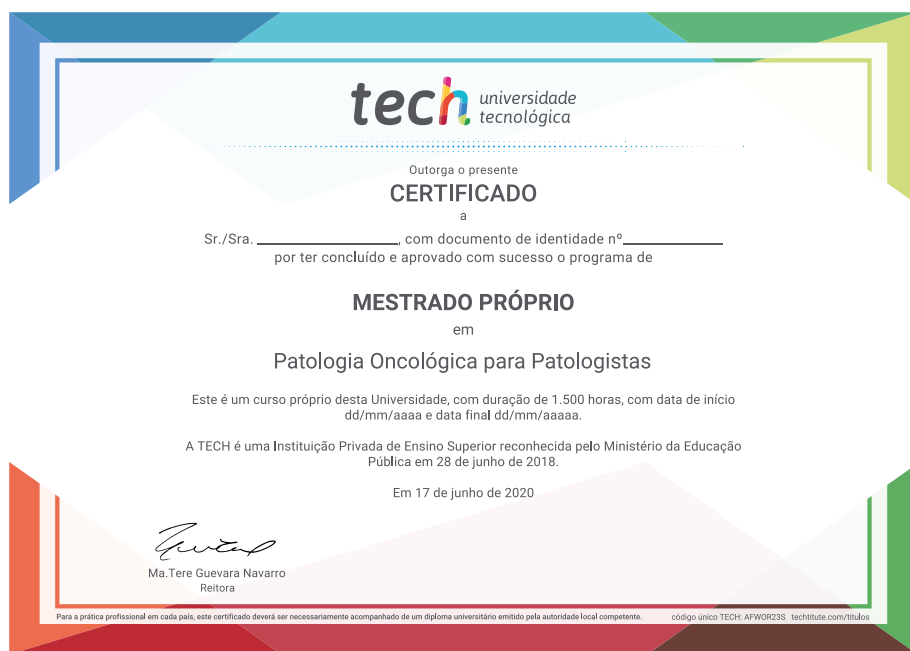 tech universidade
tecnológica
Outorga o presente
CERTIFICADO
a
Sr./Sra. ____________________, com documento de identidade nº______________
por ter concluído e aprovado com sucesso o programa de
MESTRADO PRÓPRIO
em
Patologia Oncológica para Patologistas
Este é um curso próprio desta Universidade, com duração de 1.500 horas, com data de início
dd/mm/aaaa e data final dd/mm/aaaaa.
A TECH é uma Instituição Privada de Ensino Superior reconhecida pelo Ministério da Educação
Pública em 28 de junho de 2018.
Em 17 de junho de 2020
Ma.Tere Guevara Navarro
Reitora
Para a prática profissional em cada país, este certificado deverá ser necessariamente acompanhado de um diploma universitário emitido pela autoridade local competente. código único TECH: AFWOR23S techtitute.com/titulos